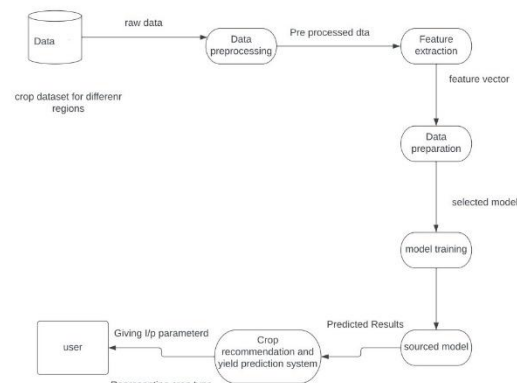 Data
raw data
Data
preprocessing
Pre processed dta
Feature
extraction
crop dataset for differenr
regions
feature vector
Data
preparation
selected model
model training
Predicted Results
sourced model
Giving I/p parameterd
user
Crop
recommendation and
yield prediction system